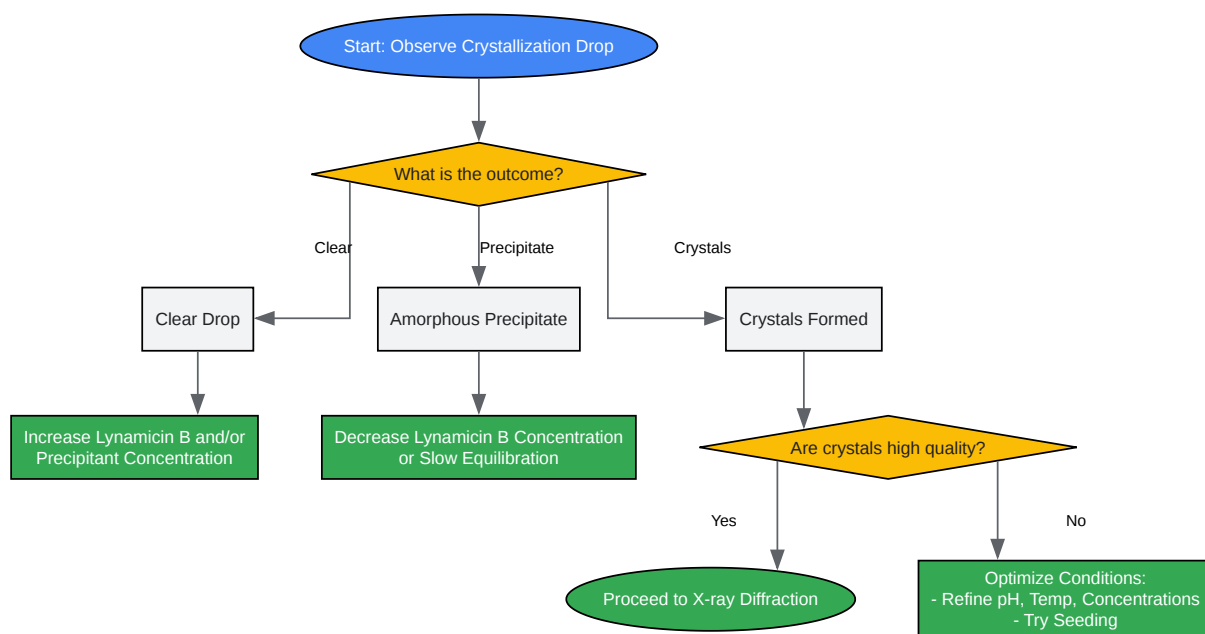 Start: Observe Crystallization Drop
What is the outcome?
Clear
Precipitate
Crystals
Clear Drop
Amorphous Precipitate
Crystals Formed
Increase Lynamicin B and/or
Precipitant Concentration
Decrease Lynamicin B Concentration
or Slow Equilibration
Are crystals high quality?
Yes
No
Proceed to X-ray Diffraction
Optimize Conditions:
- Refine pH, Temp, Concentrations
- Try Seeding